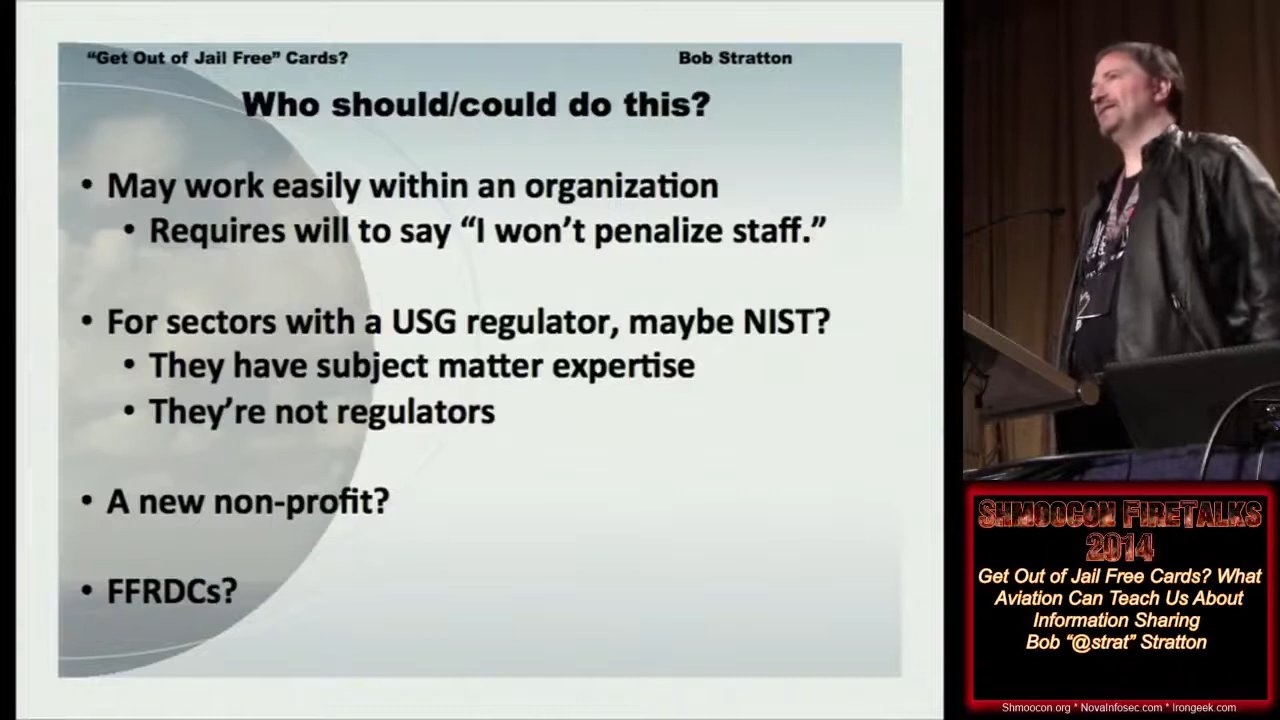 “Get Out of Jail Free” Cards?
Bob Stratton
Who should/could do this?
• May work easily within an organization
• Requires will to say “I won’t penalize staff.”
• For sectors with a USG regulator, maybe NIST?
• They have subject matter expertise
• They’re not regulators
• A new non-profit?
• FFRDCs?
Shmoocon FireTalks
2014
Get Out of Jail Free Cards? What
Aviation Can Teach Us About
Information Sharing
Bob “@strat” Stratton
Shmoocon.org * NovaInfosec.com * irongeek.com